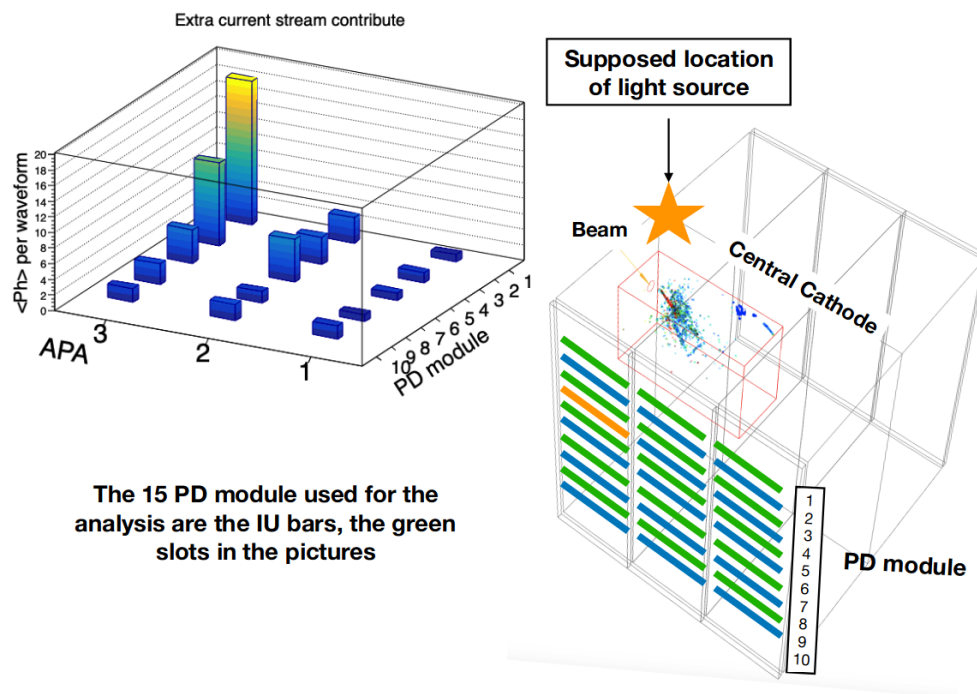 Extra current stream contribute
<Ph> per waveform
20
18
16
14
12
10
8
6
4
2
0
3
2
1
APA
10
9
8
7
6
5
4
3
2
1
PD module
Supposed location
of light source
Beam
Central Cathode
The 15 PD module used for the
analysis are the IU bars, the green
slots in the pictures
1
2
3
4
5
6
7
8
9
10
PD module